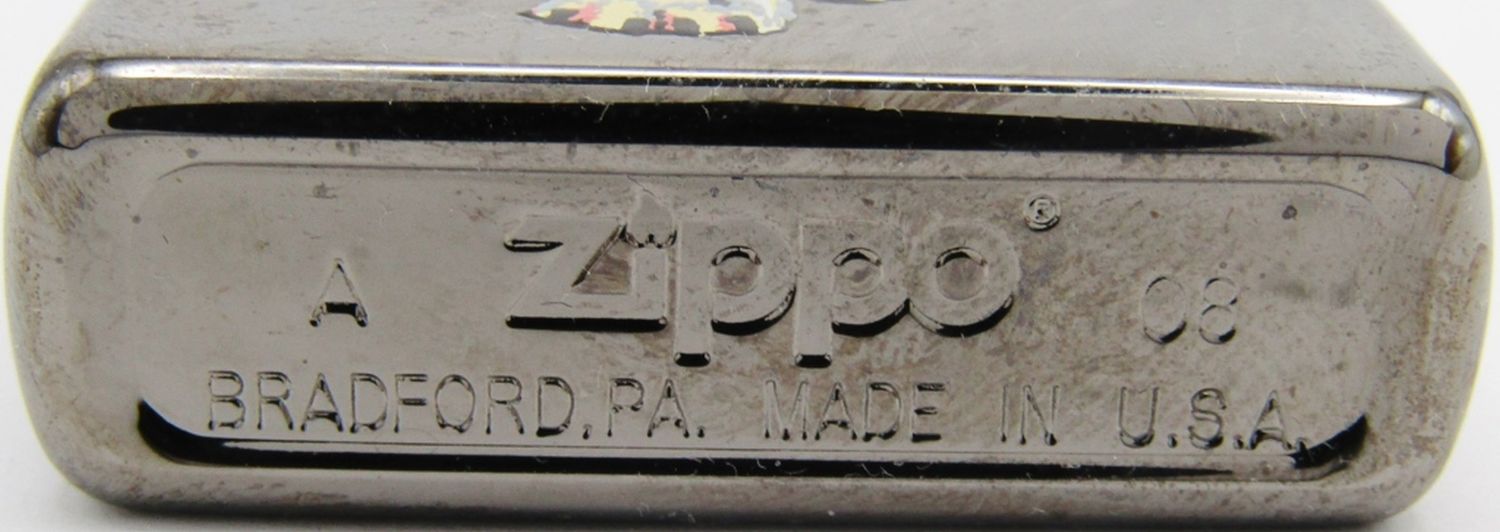 A Zippo® 08
BRADFORD, PA. MADE IN U.S.A.